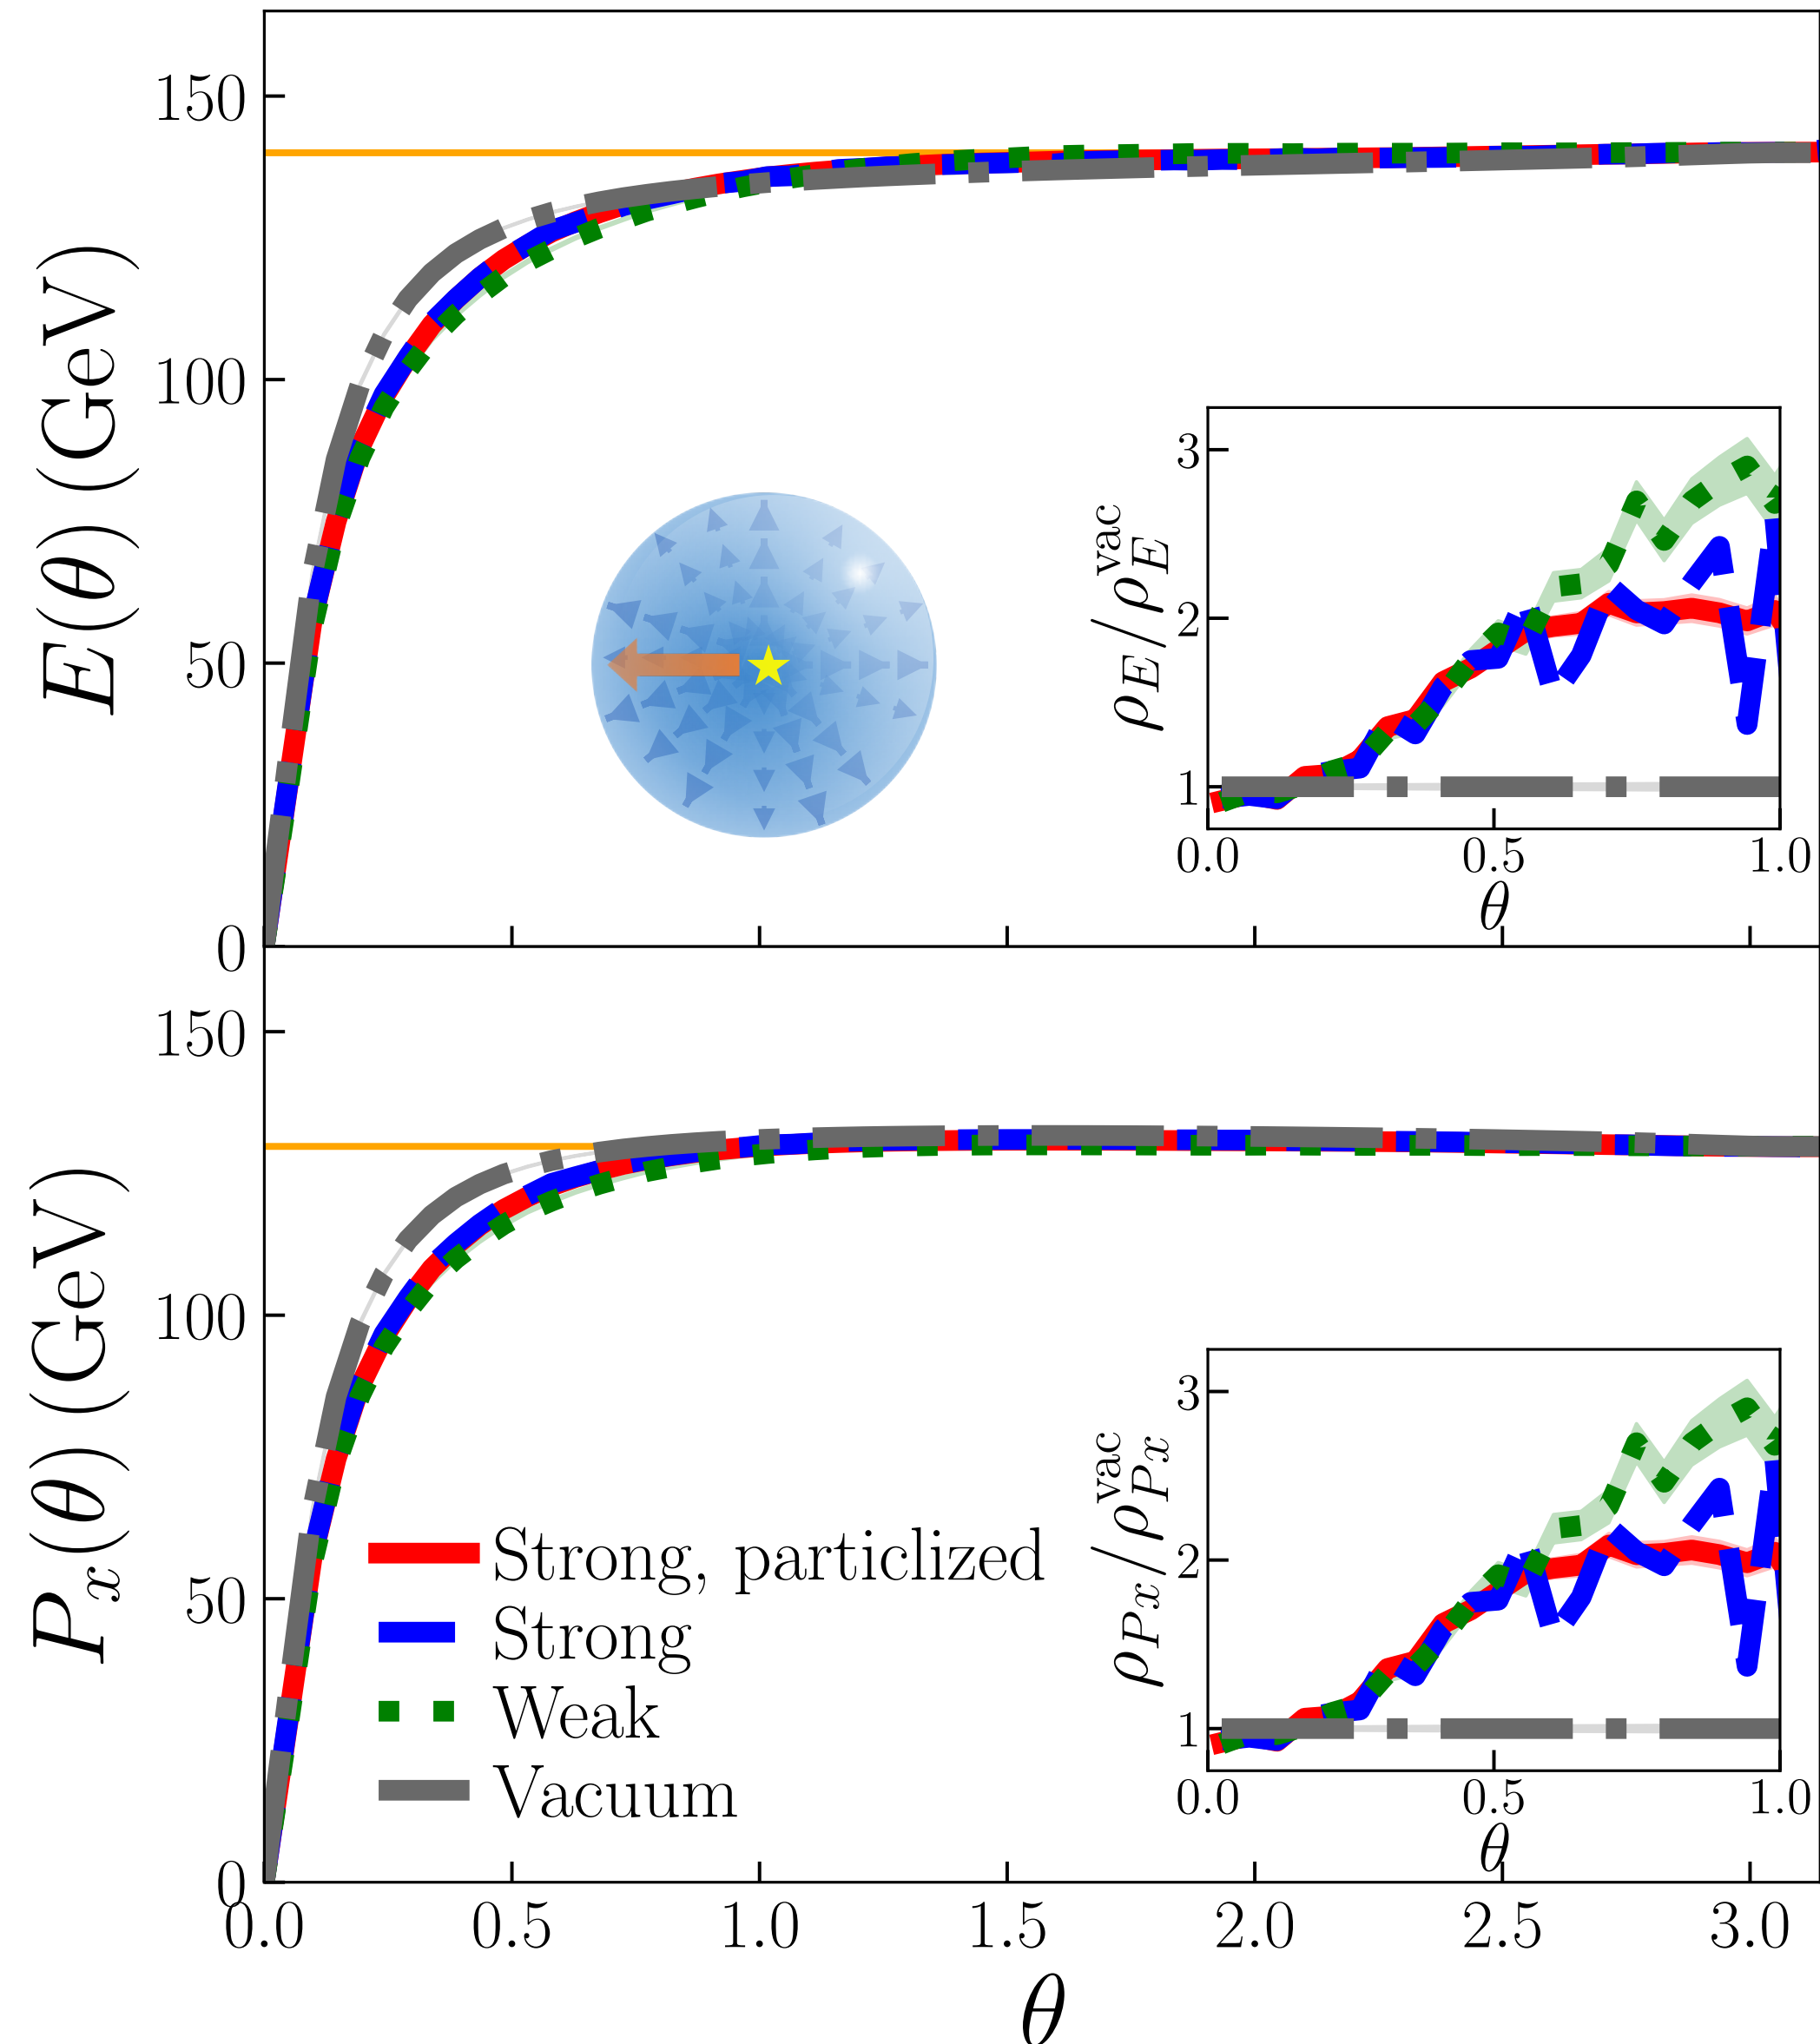 E(θ) (GeV)
150
100
50
0
ρ_E/ρ_E^vac
3
2
1
0.0 0.5 1.0
θ
P_x(θ) (GeV)
150
100
50
0
Strong, particlized
Strong
Weak
Vacuum
ρ_Px/ρ_Px^vac
3
2
1
0.0 0.5 1.0
θ
0.0 0.5 1.0 1.5 2.0 2.5 3.0
θ